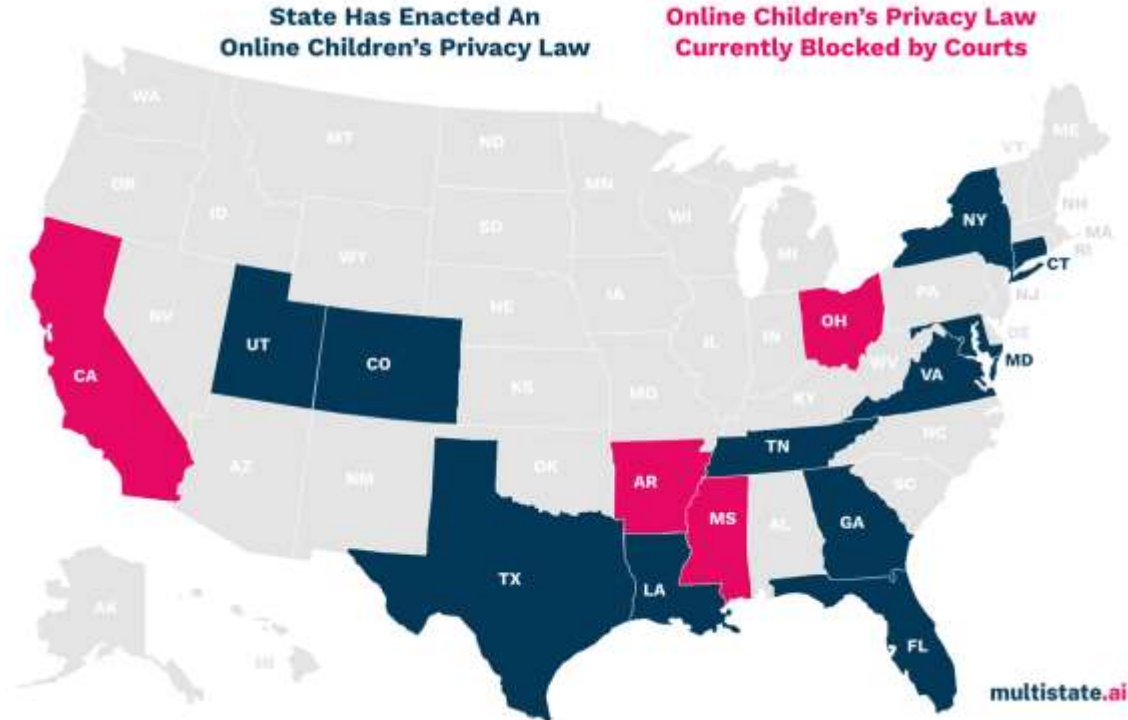 State Has Enacted An
Online Children's Privacy Law
Online Children's Privacy Law
Currently Blocked by Courts
WA
MT
ND
MN
ME
VT
OR
ID
SD
WI
NY
NH
MA
RI
WY
MI
CT
NE
IA
PA
NJ
NV
OH
IL
IN
DE
UT
CO
WV
MD
CA
VA
KS
MO
KY
NC
TN
AZ
NM
OK
AR
SC
MS
AL
GA
TX
LA
AK
FL
HI
multistate.ai